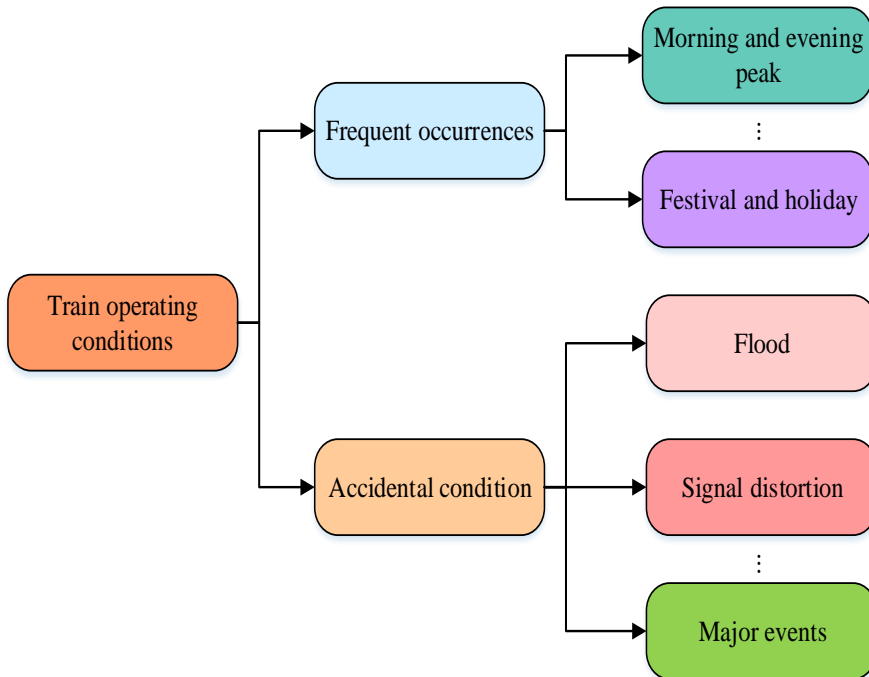 Morning and evening
peak
Frequent occurrences
⋮
Festival and holiday
Train operating
conditions
Flood
Accidental condition
Signal distortion
⋮
Major events